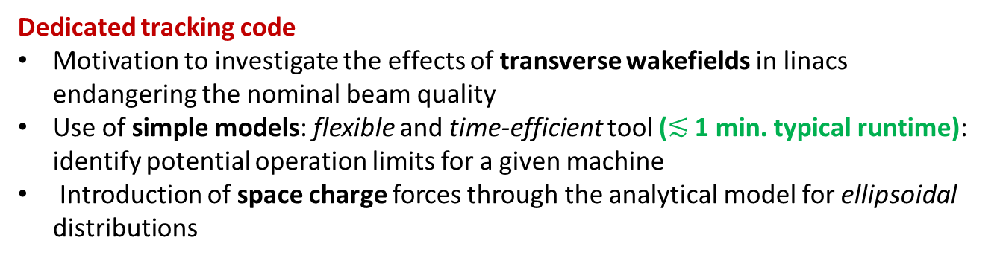 Dedicated tracking code
• Motivation to investigate the effects of transverse wakefields in linacs
endangering the nominal beam quality
• Use of simple models: flexible and time-efficient tool (≲ 1 min. typical runtime):
identify potential operation limits for a given machine
• Introduction of space charge forces through the analytical model for ellipsoidal
distributions